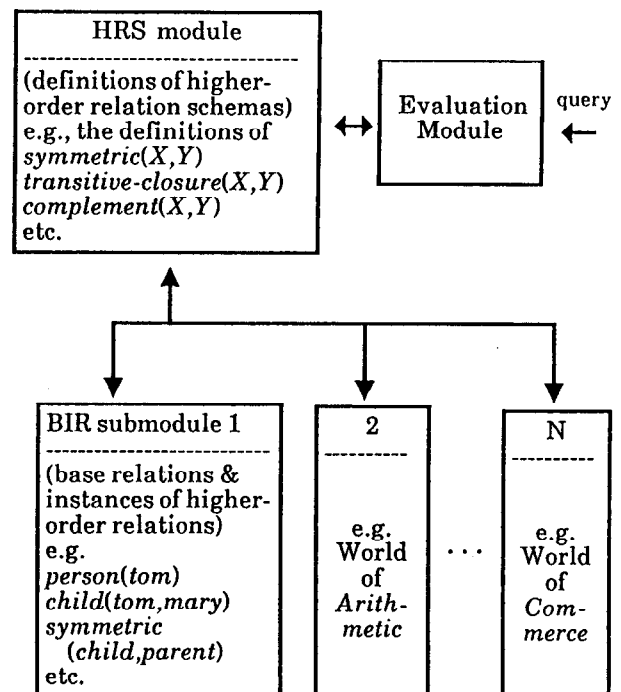 HRS module
(definitions of higher-
order relation schemas)
e.g., the definitions of
symmetric(X,Y)
transitive-closure(X,Y)
complement(X,Y)
etc.
Evaluation
Module
query
BIR submodule 1
(base relations &
instances of higher-
order relations)
e.g.
person(tom)
child(tom,mary)
symmetric
(child,parent)
etc.
2
e.g.
World
of
Arith-
metic
...
N
e.g.
World
of
Com-
merce